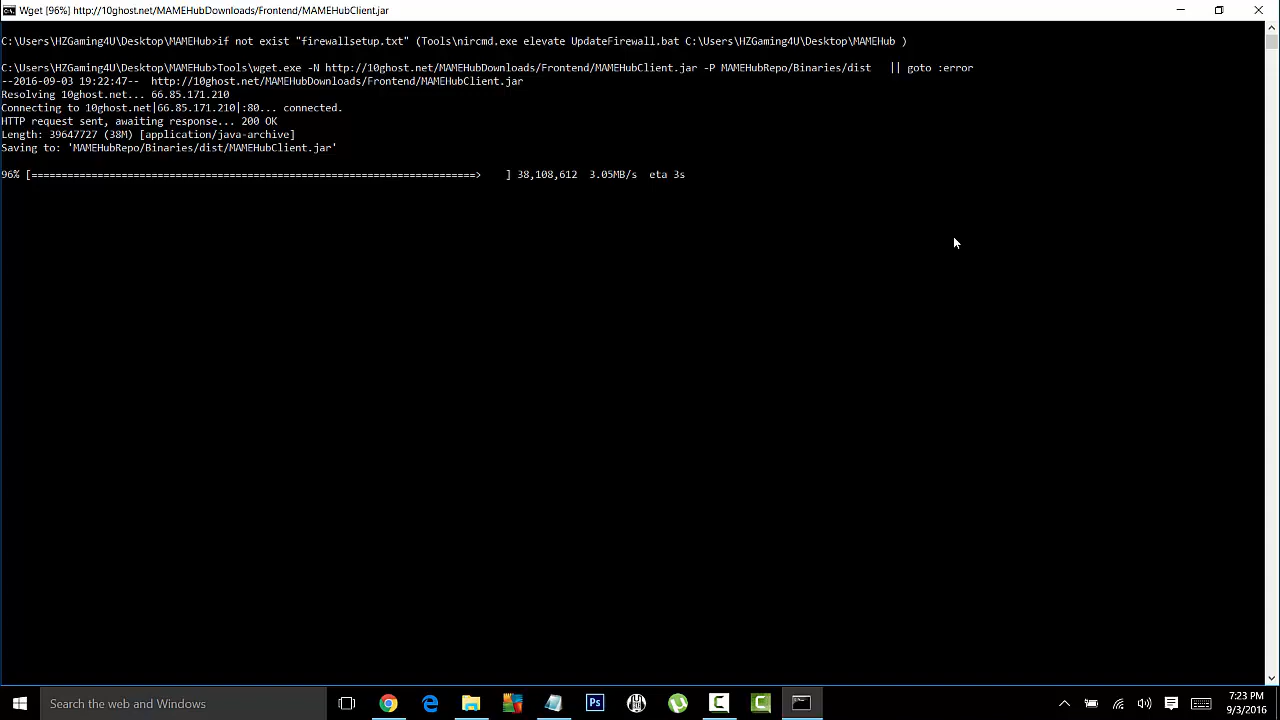 Wget [96%] http://10ghost.net/MAMEHubDownloads/Frontend/MAMEHubClient.jar
C:\Users\HZGaming4U\Desktop\MAMEHub>if not exist "firewallsetup.txt" (Tools\nircmd.exe elevate UpdateFirewall.bat C:\Users\HZGaming4U\Desktop\MAMEHub )
C:\Users\HZGaming4U\Desktop\MAMEHub>Tools\wget.exe -N http://10ghost.net/MAMEHubDownloads/Frontend/MAMEHubClient.jar -P MAMEHubRepo/Binaries/dist   || goto :error
--2016-09-03 19:22:47--  http://10ghost.net/MAMEHubDownloads/Frontend/MAMEHubClient.jar
Resolving 10ghost.net... 66.85.171.210
Connecting to 10ghost.net|66.85.171.210|:80... connected.
HTTP request sent, awaiting response... 200 OK
Length: 39647727 (38M) [application/java-archive]
Saving to: 'MAMEHubRepo/Binaries/dist/MAMEHubClient.jar'
96% [==========================================================================>    ] 38,108,612  3.05MB/s  eta 3s
Search the web and Windows
Ps
7:23 PM
9/3/2016